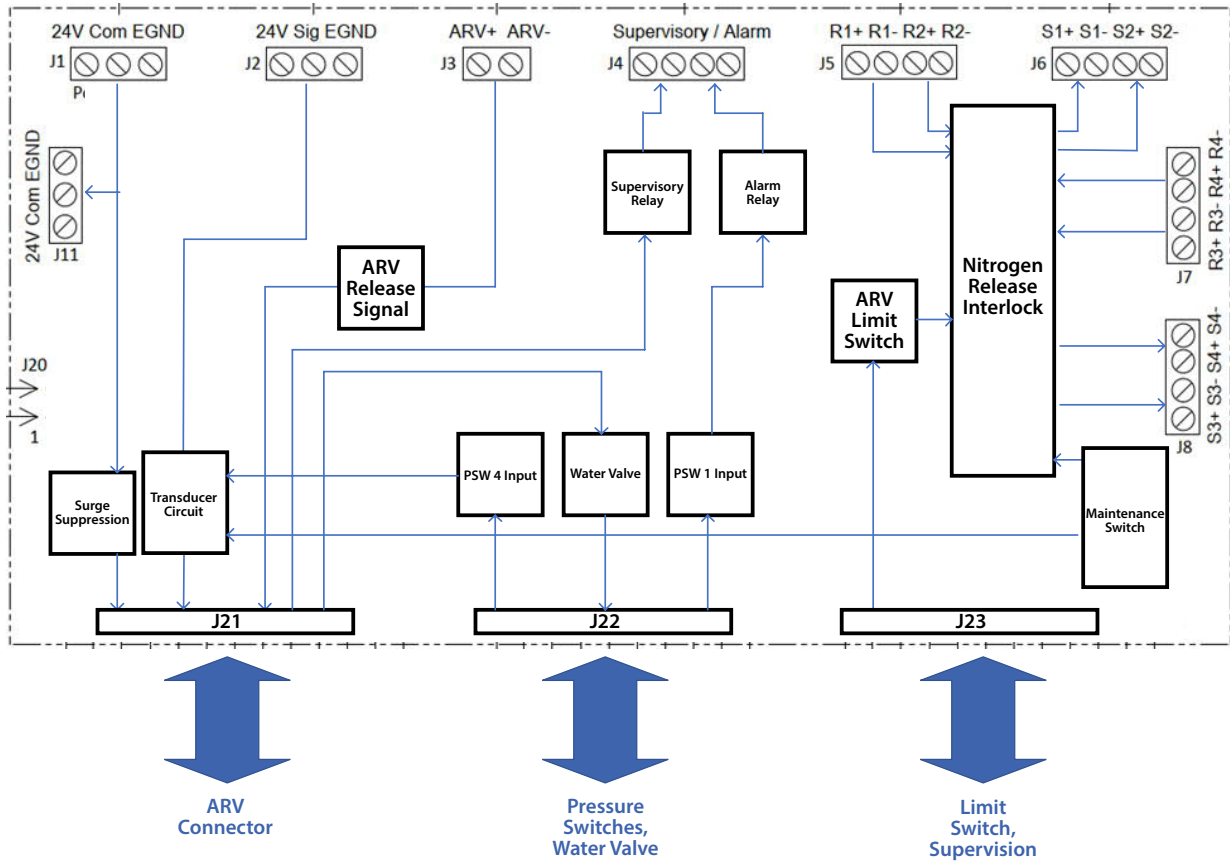 24V Com EGND
24V Sig EGND
ARV+ ARV-
Supervisory / Alarm
R1+ R1- R2+ R2-
S1+ S1- S2+ S2-
J1
J2
J3
J4
J5
J6
24V Com EGND
J11
Supervisory
Relay
Alarm
Relay
R3+ R3- R4+ R4-
J7
ARV
Release
Signal
ARV
Limit
Switch
Nitrogen
Release
Interlock
S3+ S3- S4+ S4-
J8
J20
1
Surge
Suppression
Transducer
Circuit
PSW 4 Input
Water Valve
PSW 1 Input
Maintenance
Switch
J21
J22
J23
ARV
Connector
Pressure
Switches,
Water Valve
Limit
Switch,
Supervision